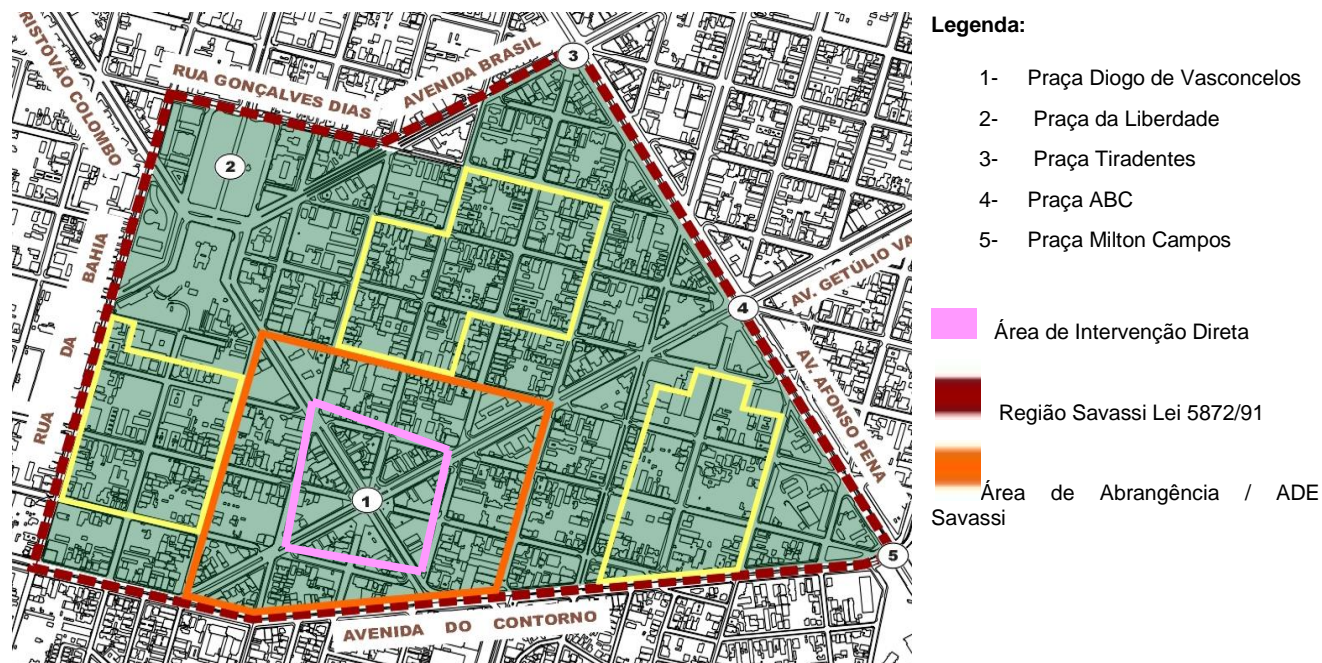 RISTÓVÃO COLOMBO
RUA GONÇALVES DIAS
AVENIDA BRASIL
3
2
RUA DA BAHIA
4
AV. GETÚLIO VA
AV. AFONSO PENA
1
5
AVENIDA DO CONTORNO
Legenda:
1- Praça Diogo de Vasconcelos
2- Praça da Liberdade
3- Praça Tiradentes
4- Praça ABC
5- Praça Milton Campos
Área de Intervenção Direta
Região Savassi Lei 5872/91
Área de Abrangência / ADE
Savassi